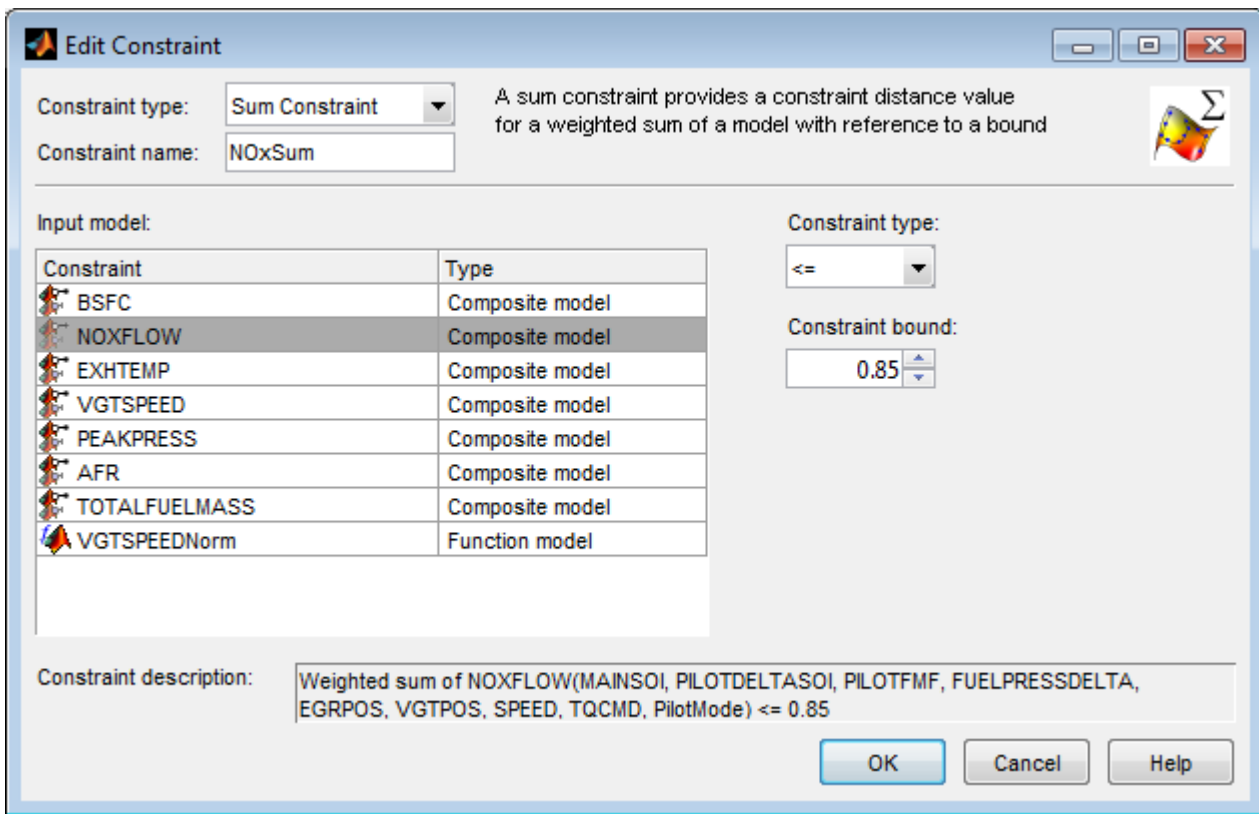 Edit Constraint
Constraint type: Sum Constraint
A sum constraint provides a constraint distance value
for a weighted sum of a model with reference to a bound
Σ
Constraint name: NOxSum
Input model:
Constraint type:
Constraint Type
<=
BSFC Composite model
NOXFLOW Composite model
Constraint bound:
EXHTEMP Composite model
0.85
VGTSPEED Composite model
PEAKPRESS Composite model
AFR Composite model
TOTALFUELMASS Composite model
VGTSPEEDNorm Function model
Constraint description:
Weighted sum of NOXFLOW(MAINSOI, PILOTDELTASOI, PILOTFMF, FUELPRESSDELTA,
EGRPOS, VGTPOS, SPEED, TQCMD, PilotMode) <= 0.85
OK Cancel Help